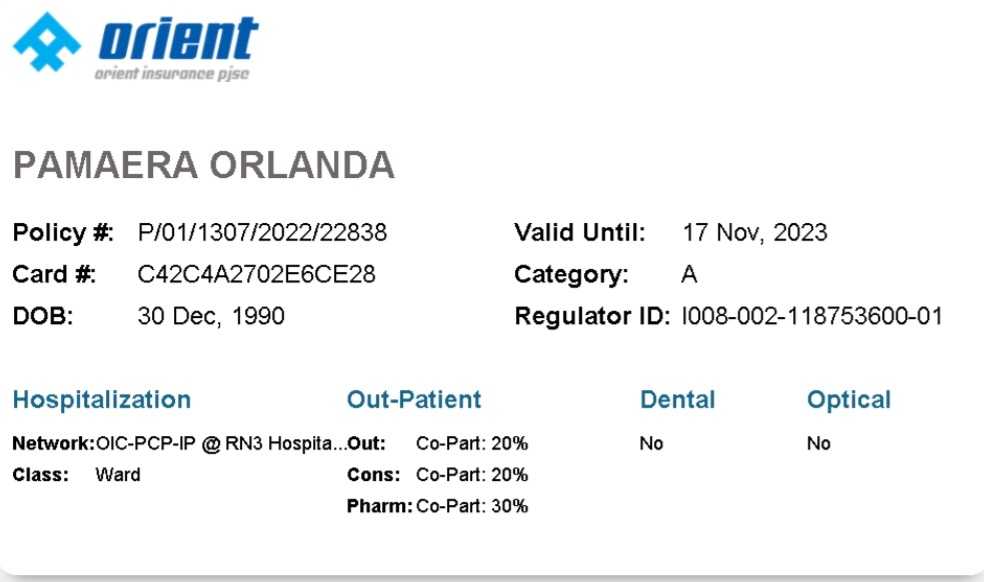 orient
orient insurance pjsc
PAMAERA ORLANDA
Policy #: P/01/1307/2022/22838 Valid Until: 17 Nov, 2023
Card #: C42C4A2702E6CE28 Category: A
DOB: 30 Dec, 1990 Regulator ID: I008-002-118753600-01
Hospitalization Out-Patient Dental Optical
Network:OIC-PCP-IP @ RN3 Hospita...Out: Co-Part: 20% No No
Class: Ward Cons: Co-Part: 20%
Pharm: Co-Part: 30%